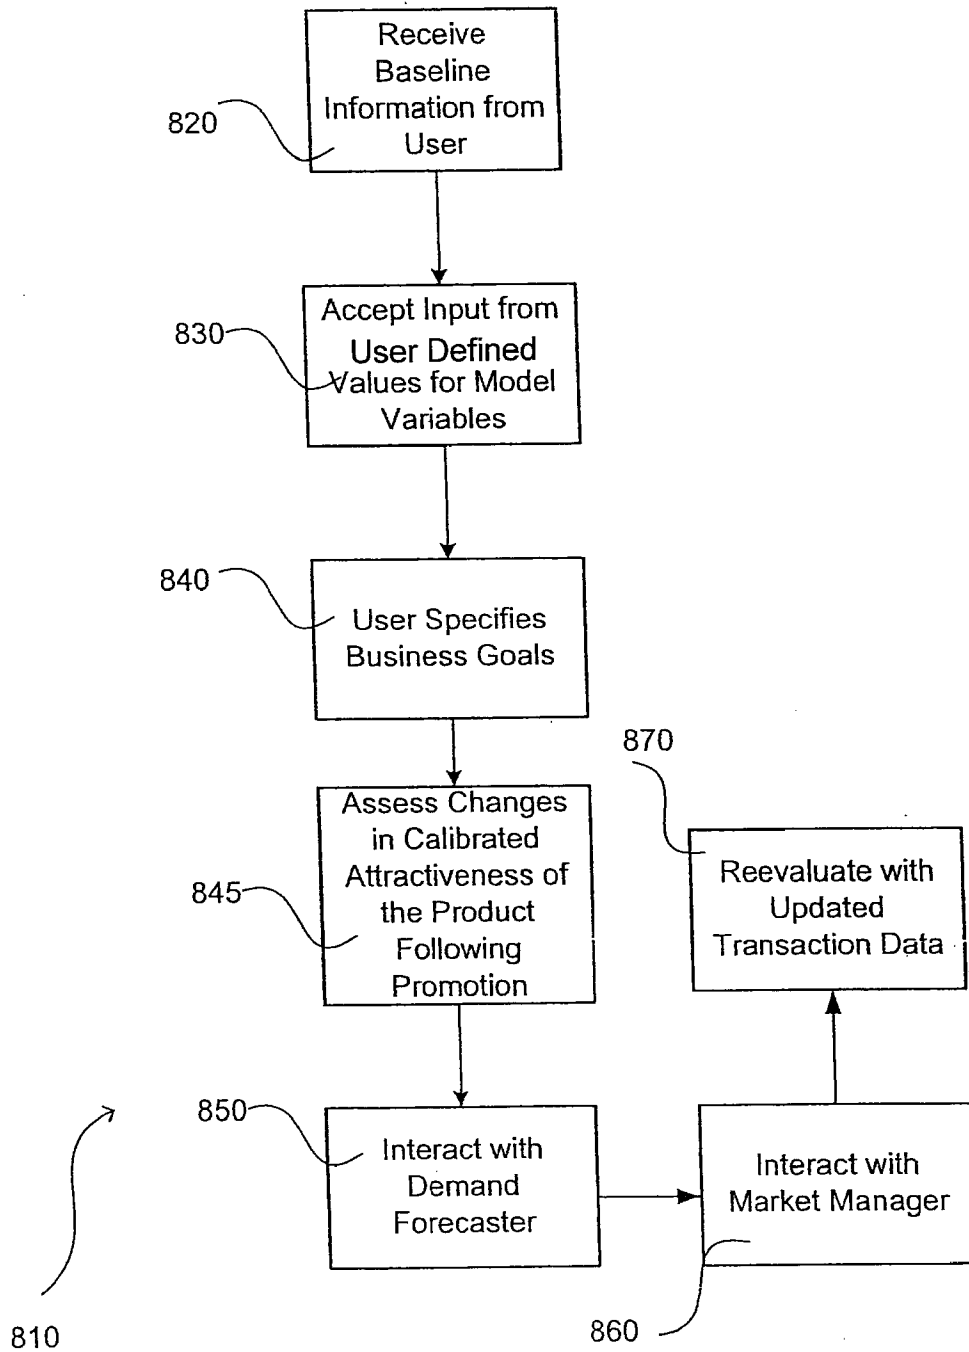 Receive
Baseline
Information from
User
820
Accept Input from
User Defined
Values for Model
Variables
830
840
User Specifies
Business Goals
870
Assess Changes
in Calibrated
Attractiveness of
the Product
Following
Promotion
845
Reevaluate with
Updated
Transaction Data
850
Interact with
Demand
Forecaster
Interact with
Market Manager
860
810